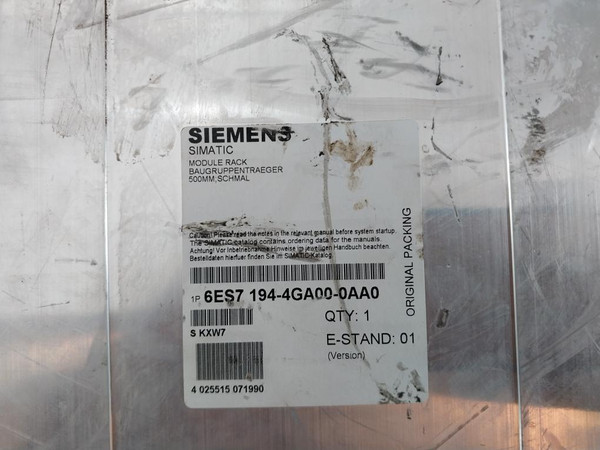 SIEMENS
SIMATIC
MODULE RACK
BAUGRUPPENTRAEGER
500MM,SCHMAL
Caution! Please read the notes in the relevant manual before system startup.
The SIMATIC-catalog contains ordering data for the manuals.
Achtung! Vor Inbetriebnahme Hinweise im jeweiligen Handbuch beachten.
Bestelldaten hierfuer finden Sie im SIMATIC-Katalog.
1P 6ES7 194-4GA00-0AA0
QTY: 1
S KXW7
E-STAND: 01
(Version)
4 025515 071990
ORIGINAL PACKING